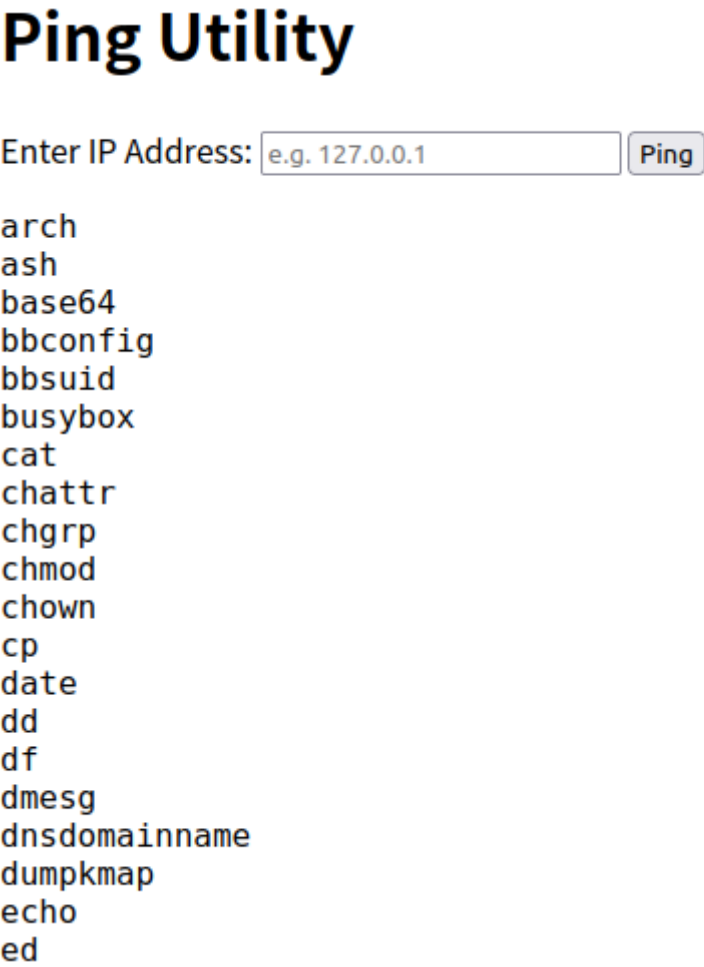 Ping Utility
Enter IP Address: e.g. 127.0.0.1 Ping
arch
ash
base64
bbconfig
bbsuid
busybox
cat
chattr
chgrp
chmod
chown
cp
date
dd
df
dmesg
dnsdomainname
dumpkmap
echo
ed